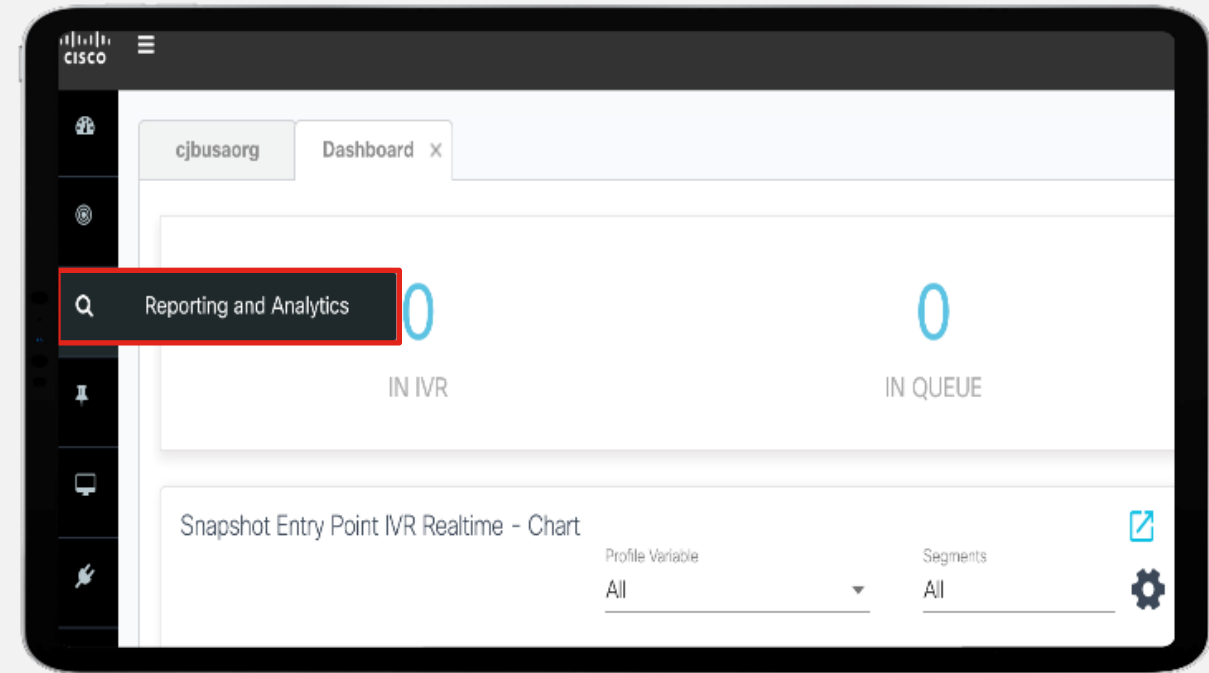 CISCO
cjbusaorg
Dashboard ×
Reporting and Analytics
0
0
IN IVR
IN QUEUE
Snapshot Entry Point IVR Realtime - Chart
Profile Variable
Segments
All
All